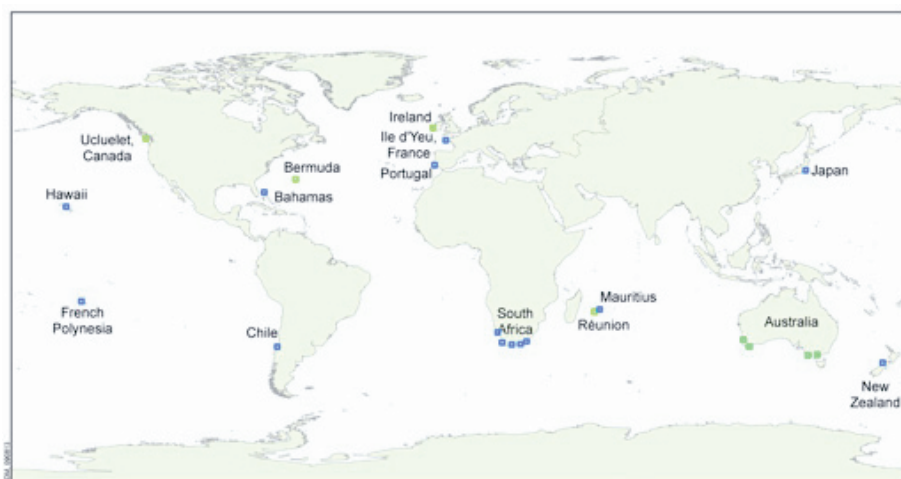 Ireland
Ucluelet,
Canada
Ile d'Yeu,
France
Bermuda
Portugal
Japan
Hawaii
Bahamas
French
Polynesia
Chile
South
Africa
Mauritius
Réunion
Australia
New
Zealand